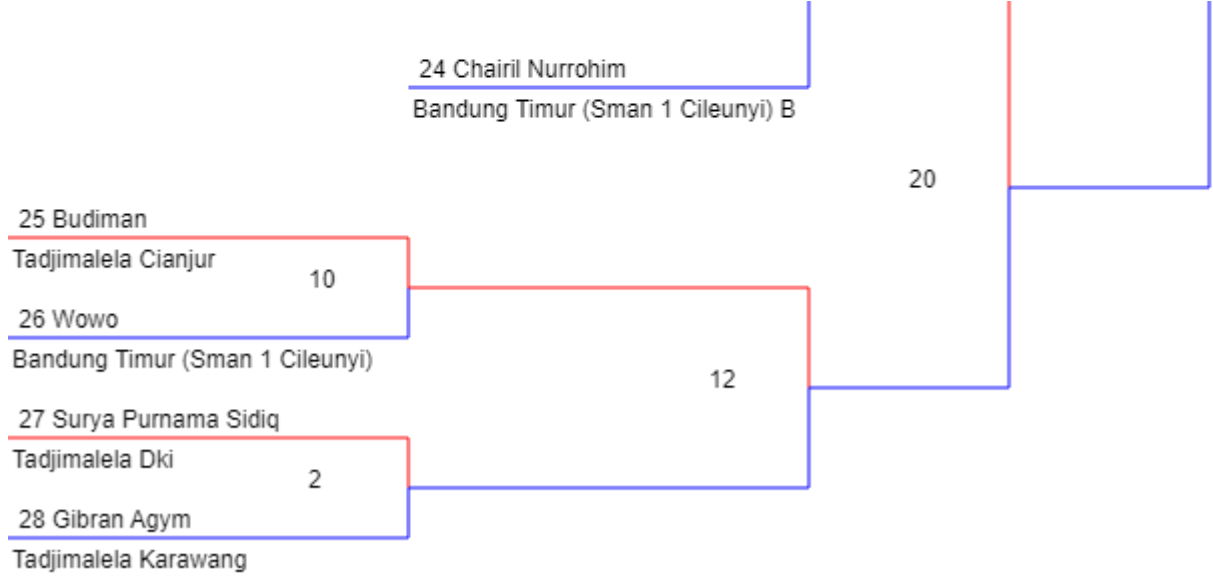 24 Chairil Nurrohim
Bandung Timur (Sman 1 Cileunyi) B
20
25 Budiman
Tadjimalela Cianjur
10
26 Wowo
Bandung Timur (Sman 1 Cileunyi)
12
27 Surya Purnama Sidiq
Tadjimalela Dki
2
28 Gibran Agym
Tadjimalela Karawang